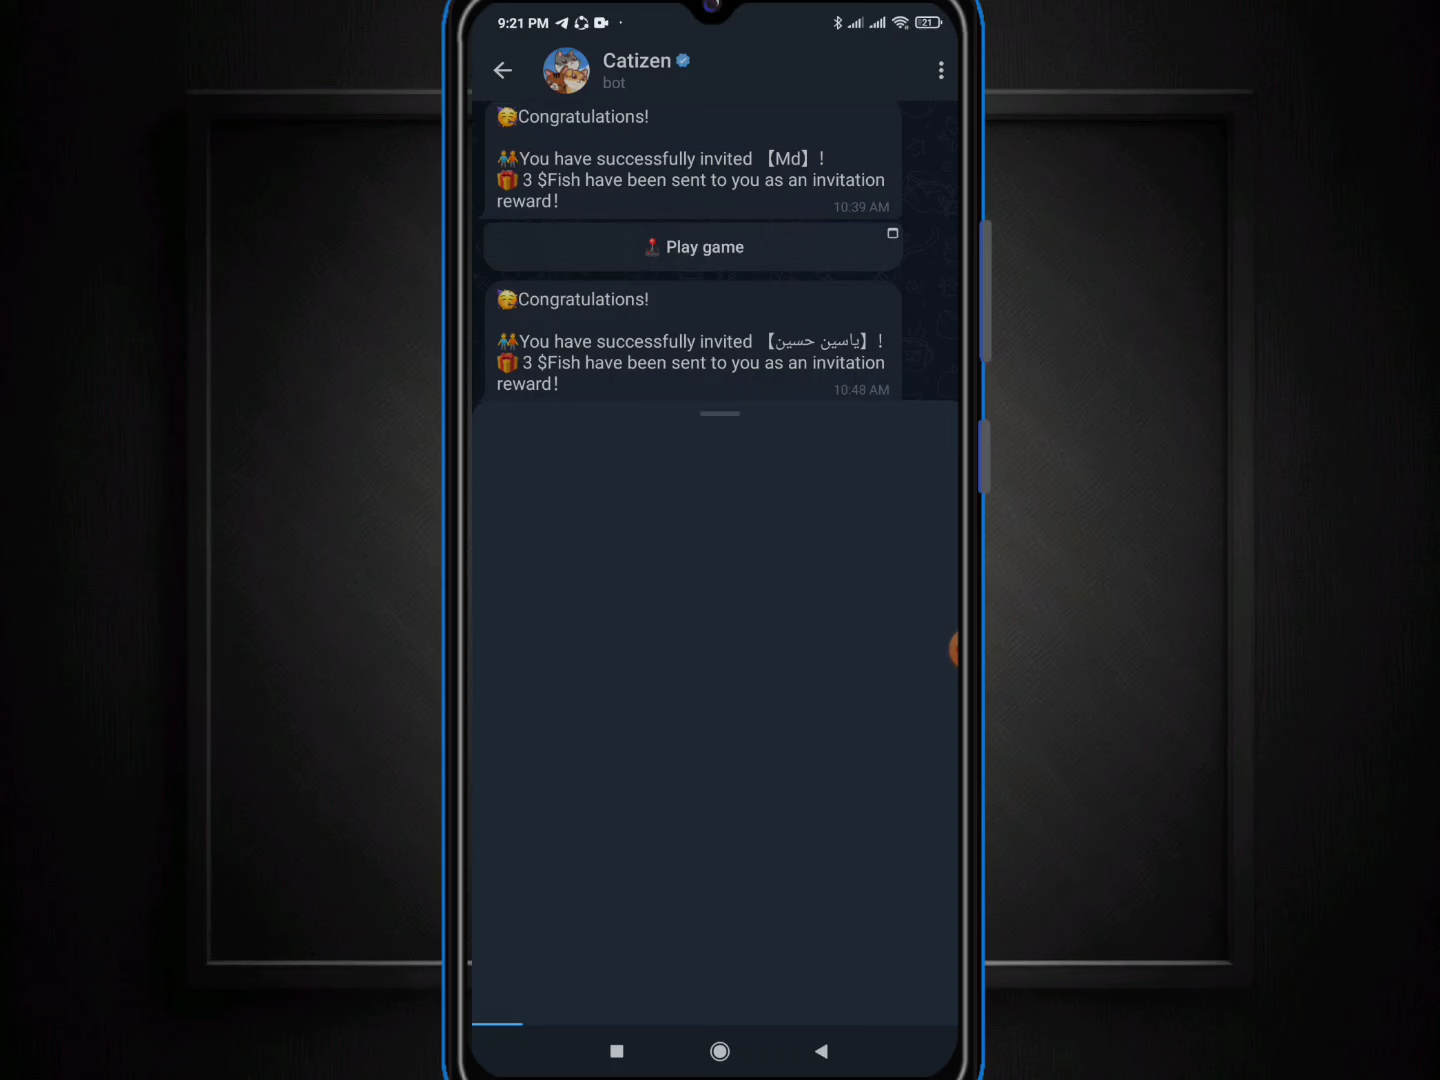 9:21 PM
21
Catizen
bot
🥳Congratulations!
👬You have successfully invited 【Md】!
🎁 3 $Fish have been sent to you as an invitation
reward!
10:39 AM
🕹️ Play game
🥳Congratulations!
👬You have successfully invited 【ياسين حسين】!
🎁 3 $Fish have been sent to you as an invitation
reward!
10:48 AM